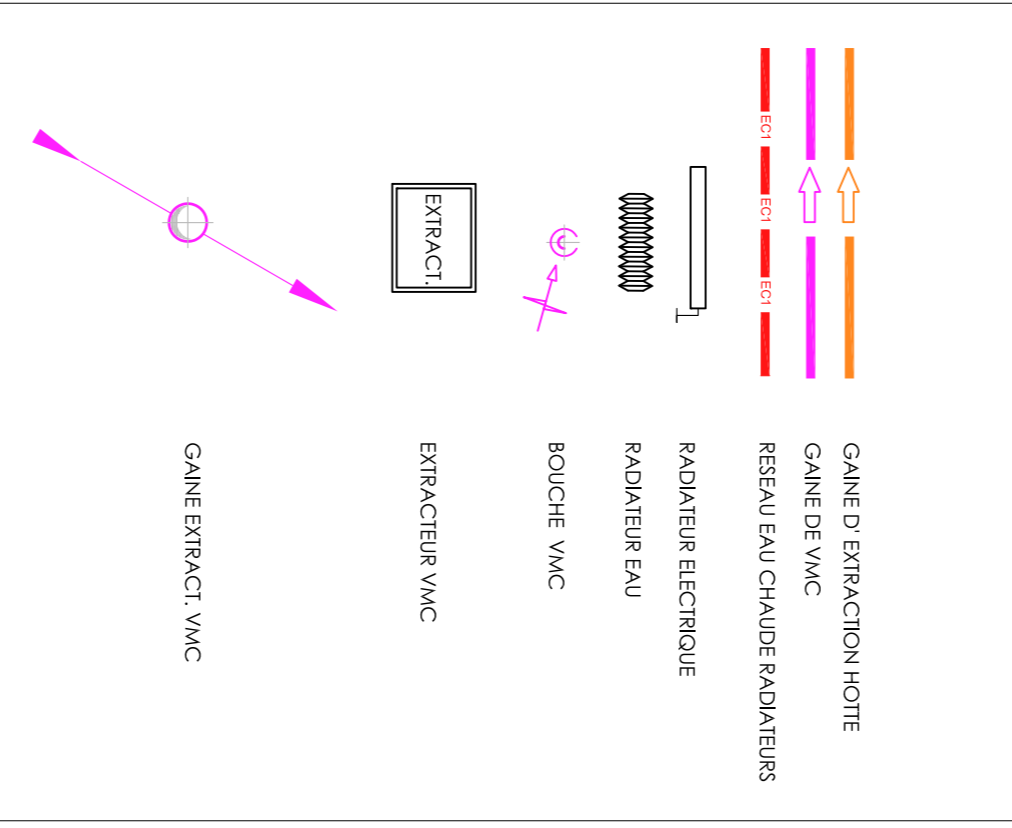 GAINE D' EXTRACTION HOTTE
GAINE DE VMC
EC1 EC1 EC1
RESEAU EAU CHAUDE RADIATEURS
RADIATEUR ELECTRIQUE
RADIATEUR EAU
BOUCHE VMC
EXTRACT.
EXTRACTEUR VMC
GAINE EXTRACT. VMC